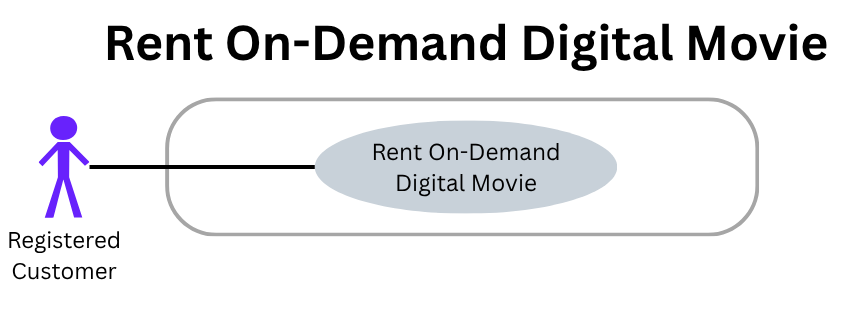 Rent On-Demand Digital Movie
Rent On-Demand
Digital Movie
Registered
Customer